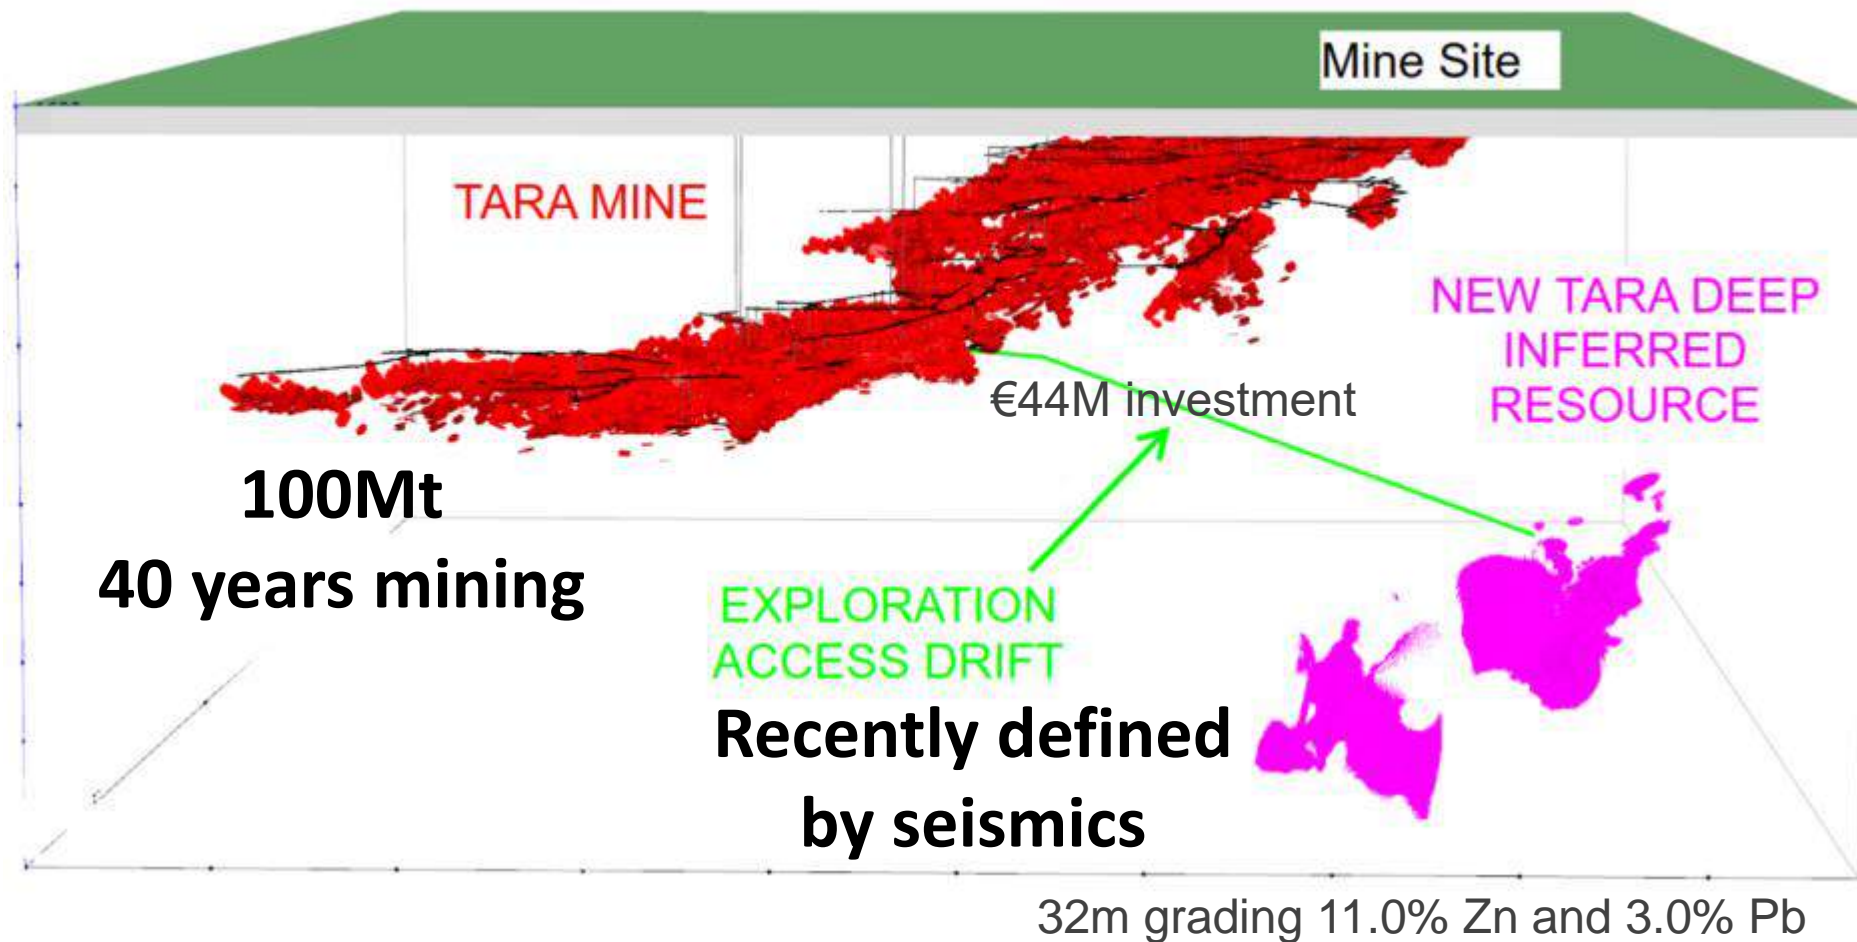 Mine Site
TARA MINE
NEW TARA DEEP
INFERRED
RESOURCE
€44M investment
100Mt
40 years mining
EXPLORATION
ACCESS DRIFT
Recently defined
by seismics
32m grading 11.0% Zn and 3.0% Pb